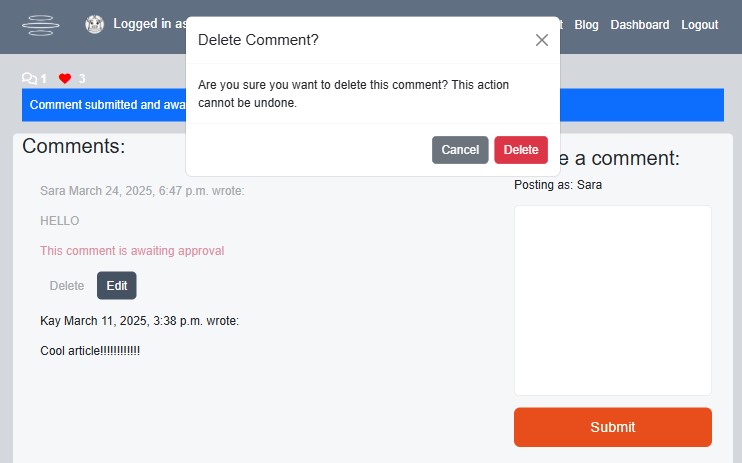 Logged in as
Blog Dashboard Logout
Delete Comment?
Are you sure you want to delete this comment? This action
cannot be undone.
Cancel Delete
1 3
Comment submitted and
Comments:
a comment:
Posting as: Sara
Sara March 24, 2025, 6:47 p.m. wrote:
HELLO
This comment is awaiting approval
Delete Edit
Kay March 11, 2025, 3:38 p.m. wrote:
Cool article!!!!!!!!!!!!
Submit